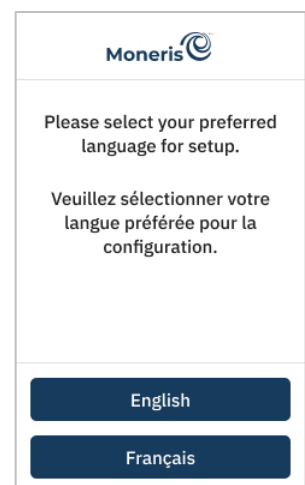 Moneris
Please select your preferred
language for setup.
Veuillez sélectionner votre
langue préférée pour la
configuration.
English
Français